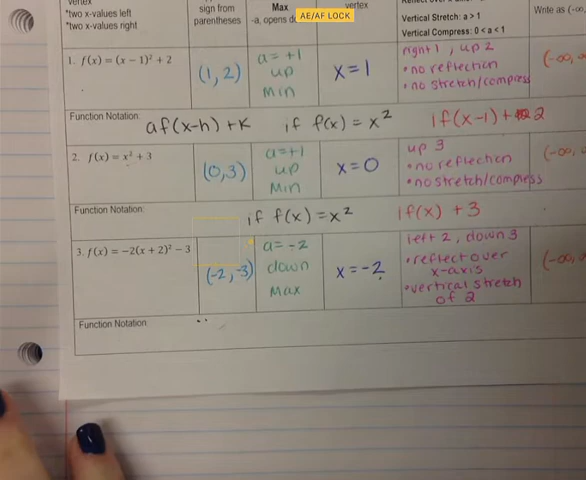 vertex
*two x-values left
*two x-values right
sign from
parentheses
Max
-a, opens do
AE/AF LOCK
vertex
Vertical Stretch: a > 1
Vertical Compress: 0 < a < 1
Write as (-∞,
1. f(x) = (x − 1)² + 2
(1, 2)
a = +1
up
min
x = 1
right 1, up 2
• no reflection
• no stretch/compress
(-∞,
Function Notation:
a f(x-h) + K if f(x) = x² 1f(x-1) + 2
2. f(x) = x² + 3
(0,3)
a = +1
up
Min
x = 0
up 3
• no reflection
• no stretch/compress
(-∞,
Function Notation:
if f(x) = x² 1f(x) + 3
3. f(x) = −2(x + 2)² − 3
(-2, -3)
a = -2
down
Max
x = -2
left 2, down 3
• reflect over
x-axis
• vertical stretch
of 2
(-∞,
Function Notation: